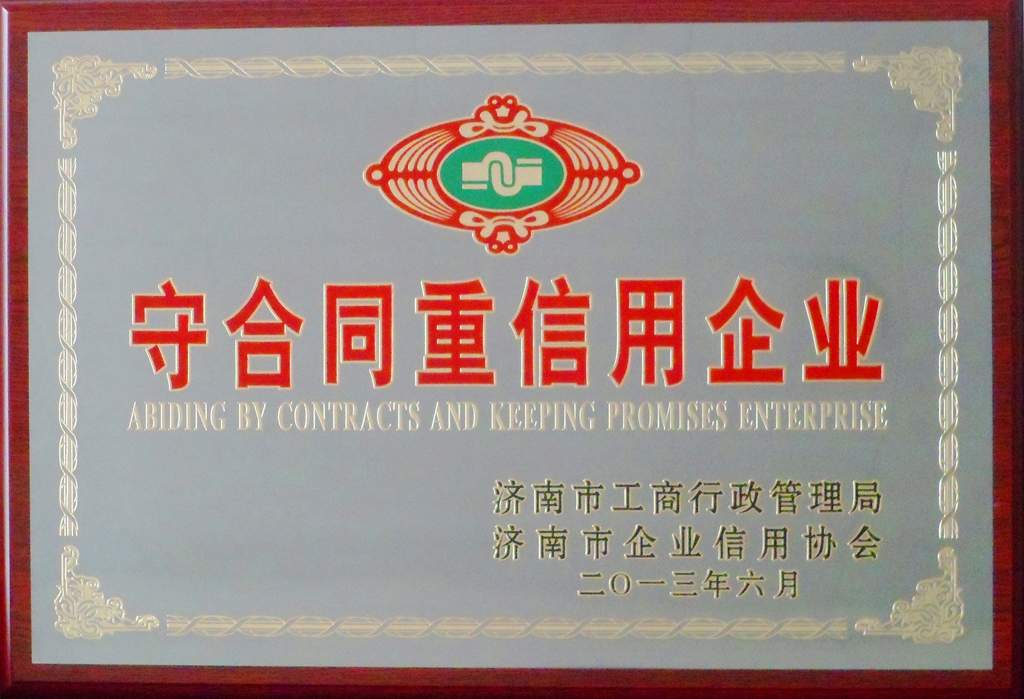 守合同重信用企业
ABIDING BY CONTRACTS AND KEEPING PROMISES ENTERPRISE
济南市工商行政管理局
济南市企业信用协会
二〇一三年六月